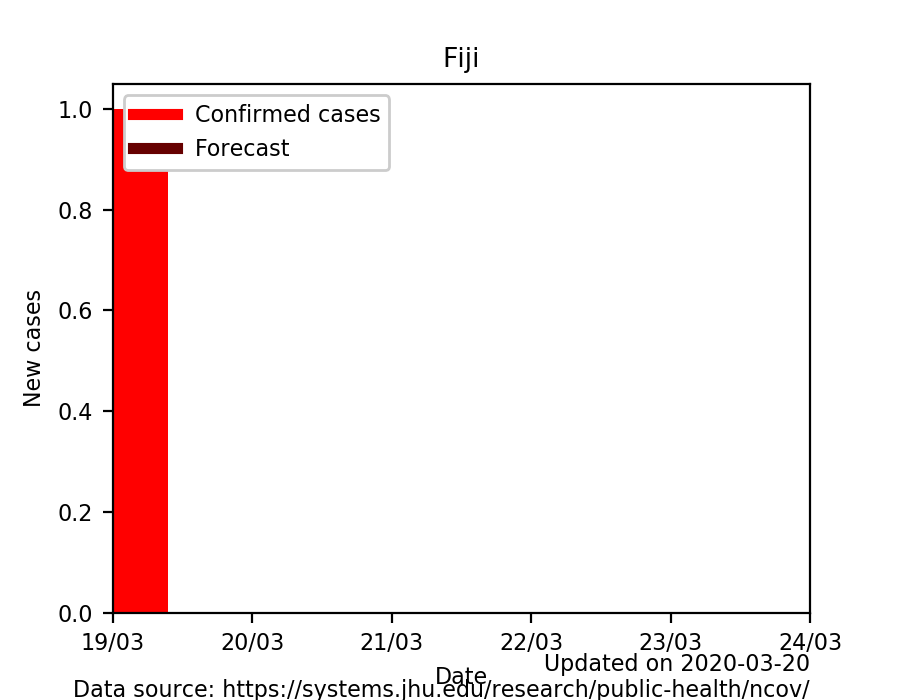 Fiji
Confirmed cases
Forecast
1.0
0.8
0.6
0.4
0.2
0.0
New cases
19/03 20/03 21/03 22/03 23/03 24/03
Updated on 2020-03-20
Date
Data source: https://systems.jhu.edu/research/public-health/ncov/